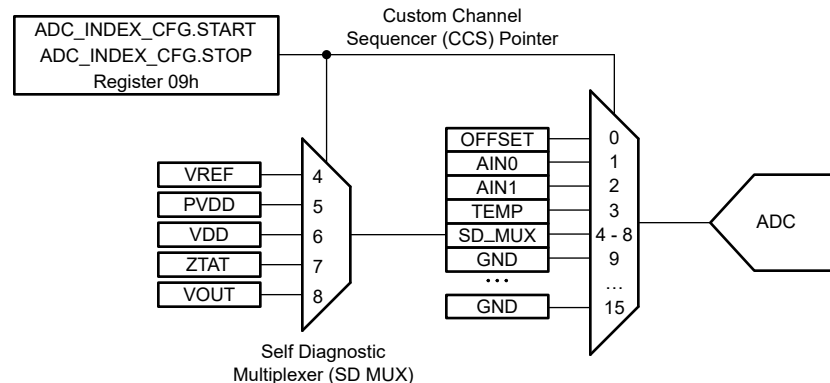 ADC_INDEX_CFG.START
ADC_INDEX_CFG.STOP
Register 09h
Custom Channel
Sequencer (CCS) Pointer
OFFSET 0
AIN0 1
AIN1 2
TEMP 3
SD_MUX 4 - 8
GND 9
... ...
GND 15
VREF 4
PVDD 5
VDD 6
ZTAT 7
VOUT 8
ADC
Self Diagnostic
Multiplexer (SD MUX)